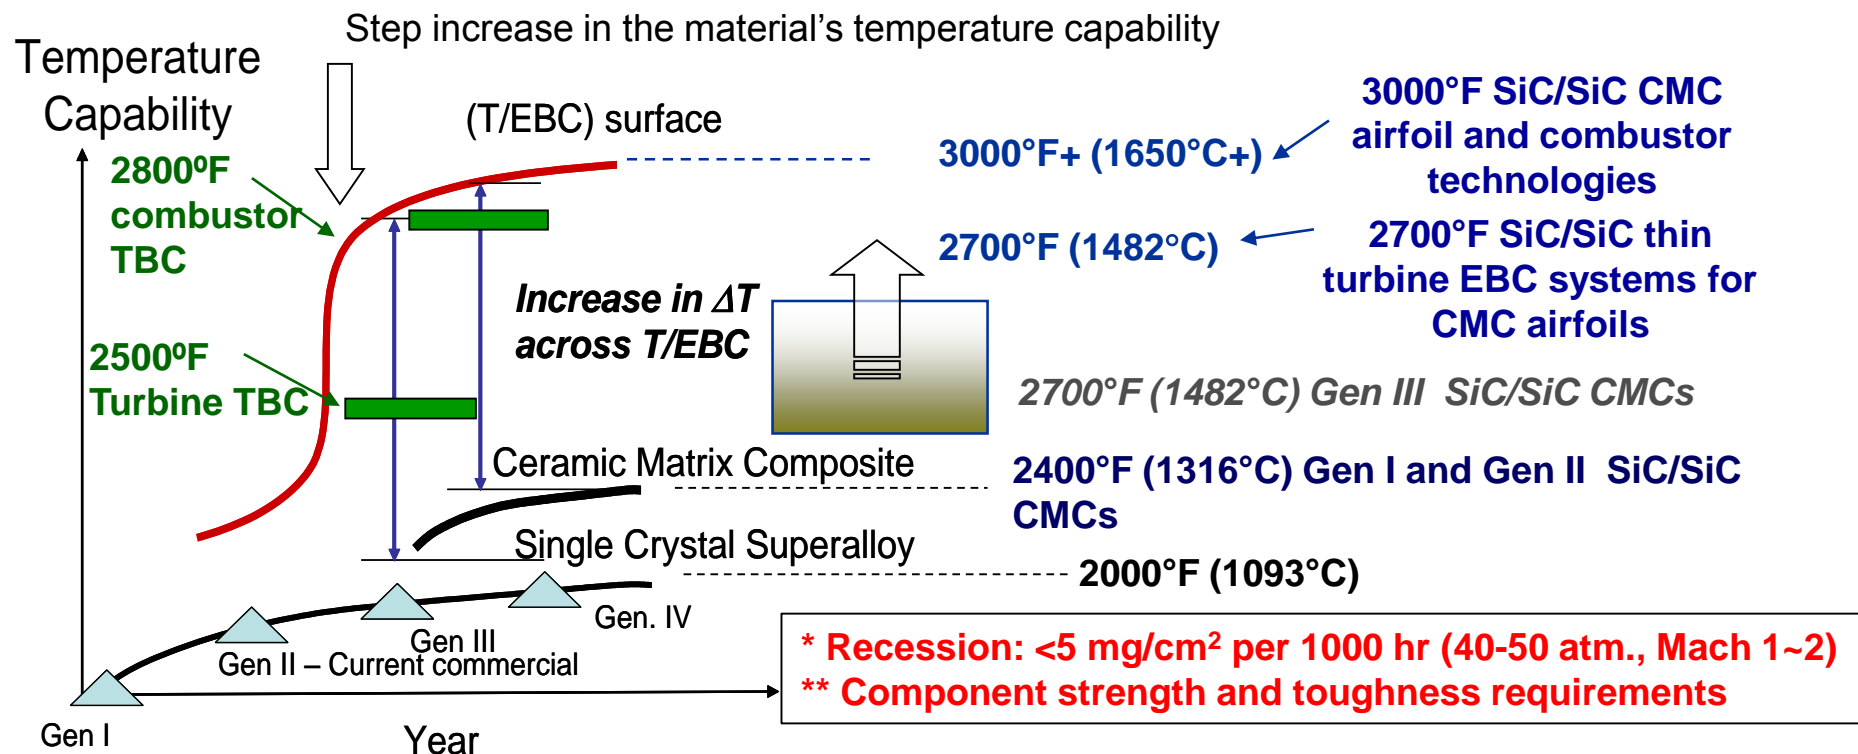 Step increase in the material's temperature capability
Temperature
Capability
(T/EBC) surface
2800ºF
combustor
TBC
2500ºF
Turbine TBC
Increase in ΔT
across T/EBC
3000°F+ (1650°C+)
3000°F SiC/SiC CMC
airfoil and combustor
technologies
2700°F (1482°C)
2700°F SiC/SiC thin
turbine EBC systems for
CMC airfoils
2700°F (1482°C) Gen III SiC/SiC CMCs
Ceramic Matrix Composite
2400°F (1316°C) Gen I and Gen II SiC/SiC
CMCs
Single Crystal Superalloy
2000°F (1093°C)
Gen. IV
Gen III
Gen II – Current commercial
Gen I
Year
* Recession: <5 mg/cm² per 1000 hr (40-50 atm., Mach 1~2)
** Component strength and toughness requirements